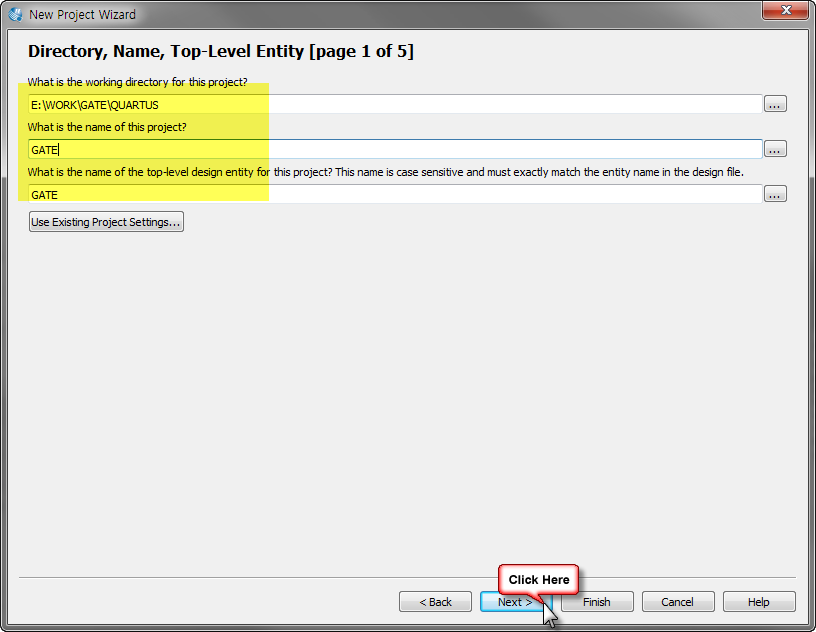 New Project Wizard
Directory, Name, Top-Level Entity [page 1 of 5]
What is the working directory for this project?
E:\WORK\GATE\QUARTUS
...
What is the name of this project?
GATE
...
What is the name of the top-level design entity for this project? This name is case sensitive and must exactly match the entity name in the design file.
GATE
...
Use Existing Project Settings...
Click Here
< Back
Next >
Finish
Cancel
Help